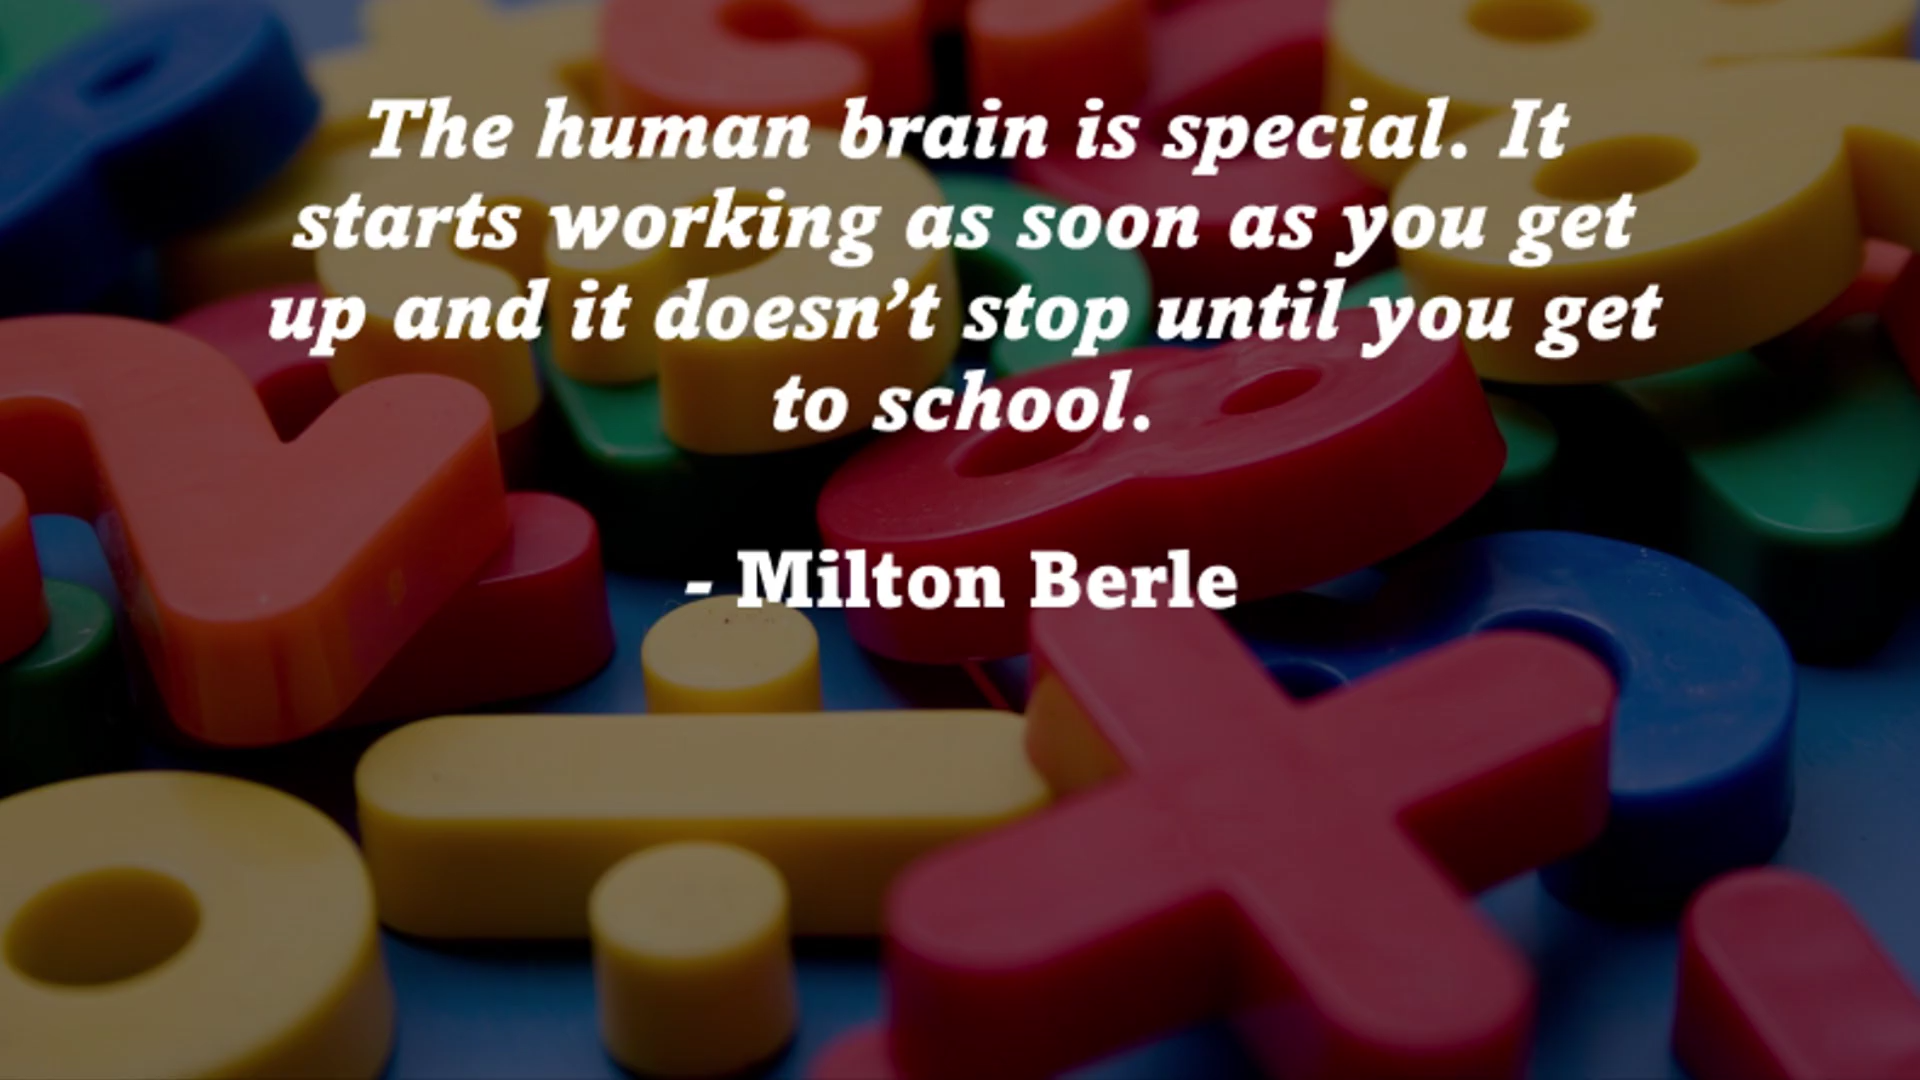 The human brain is special. It
starts working as soon as you get
up and it doesn’t stop until you get
to school.
- Milton Berle